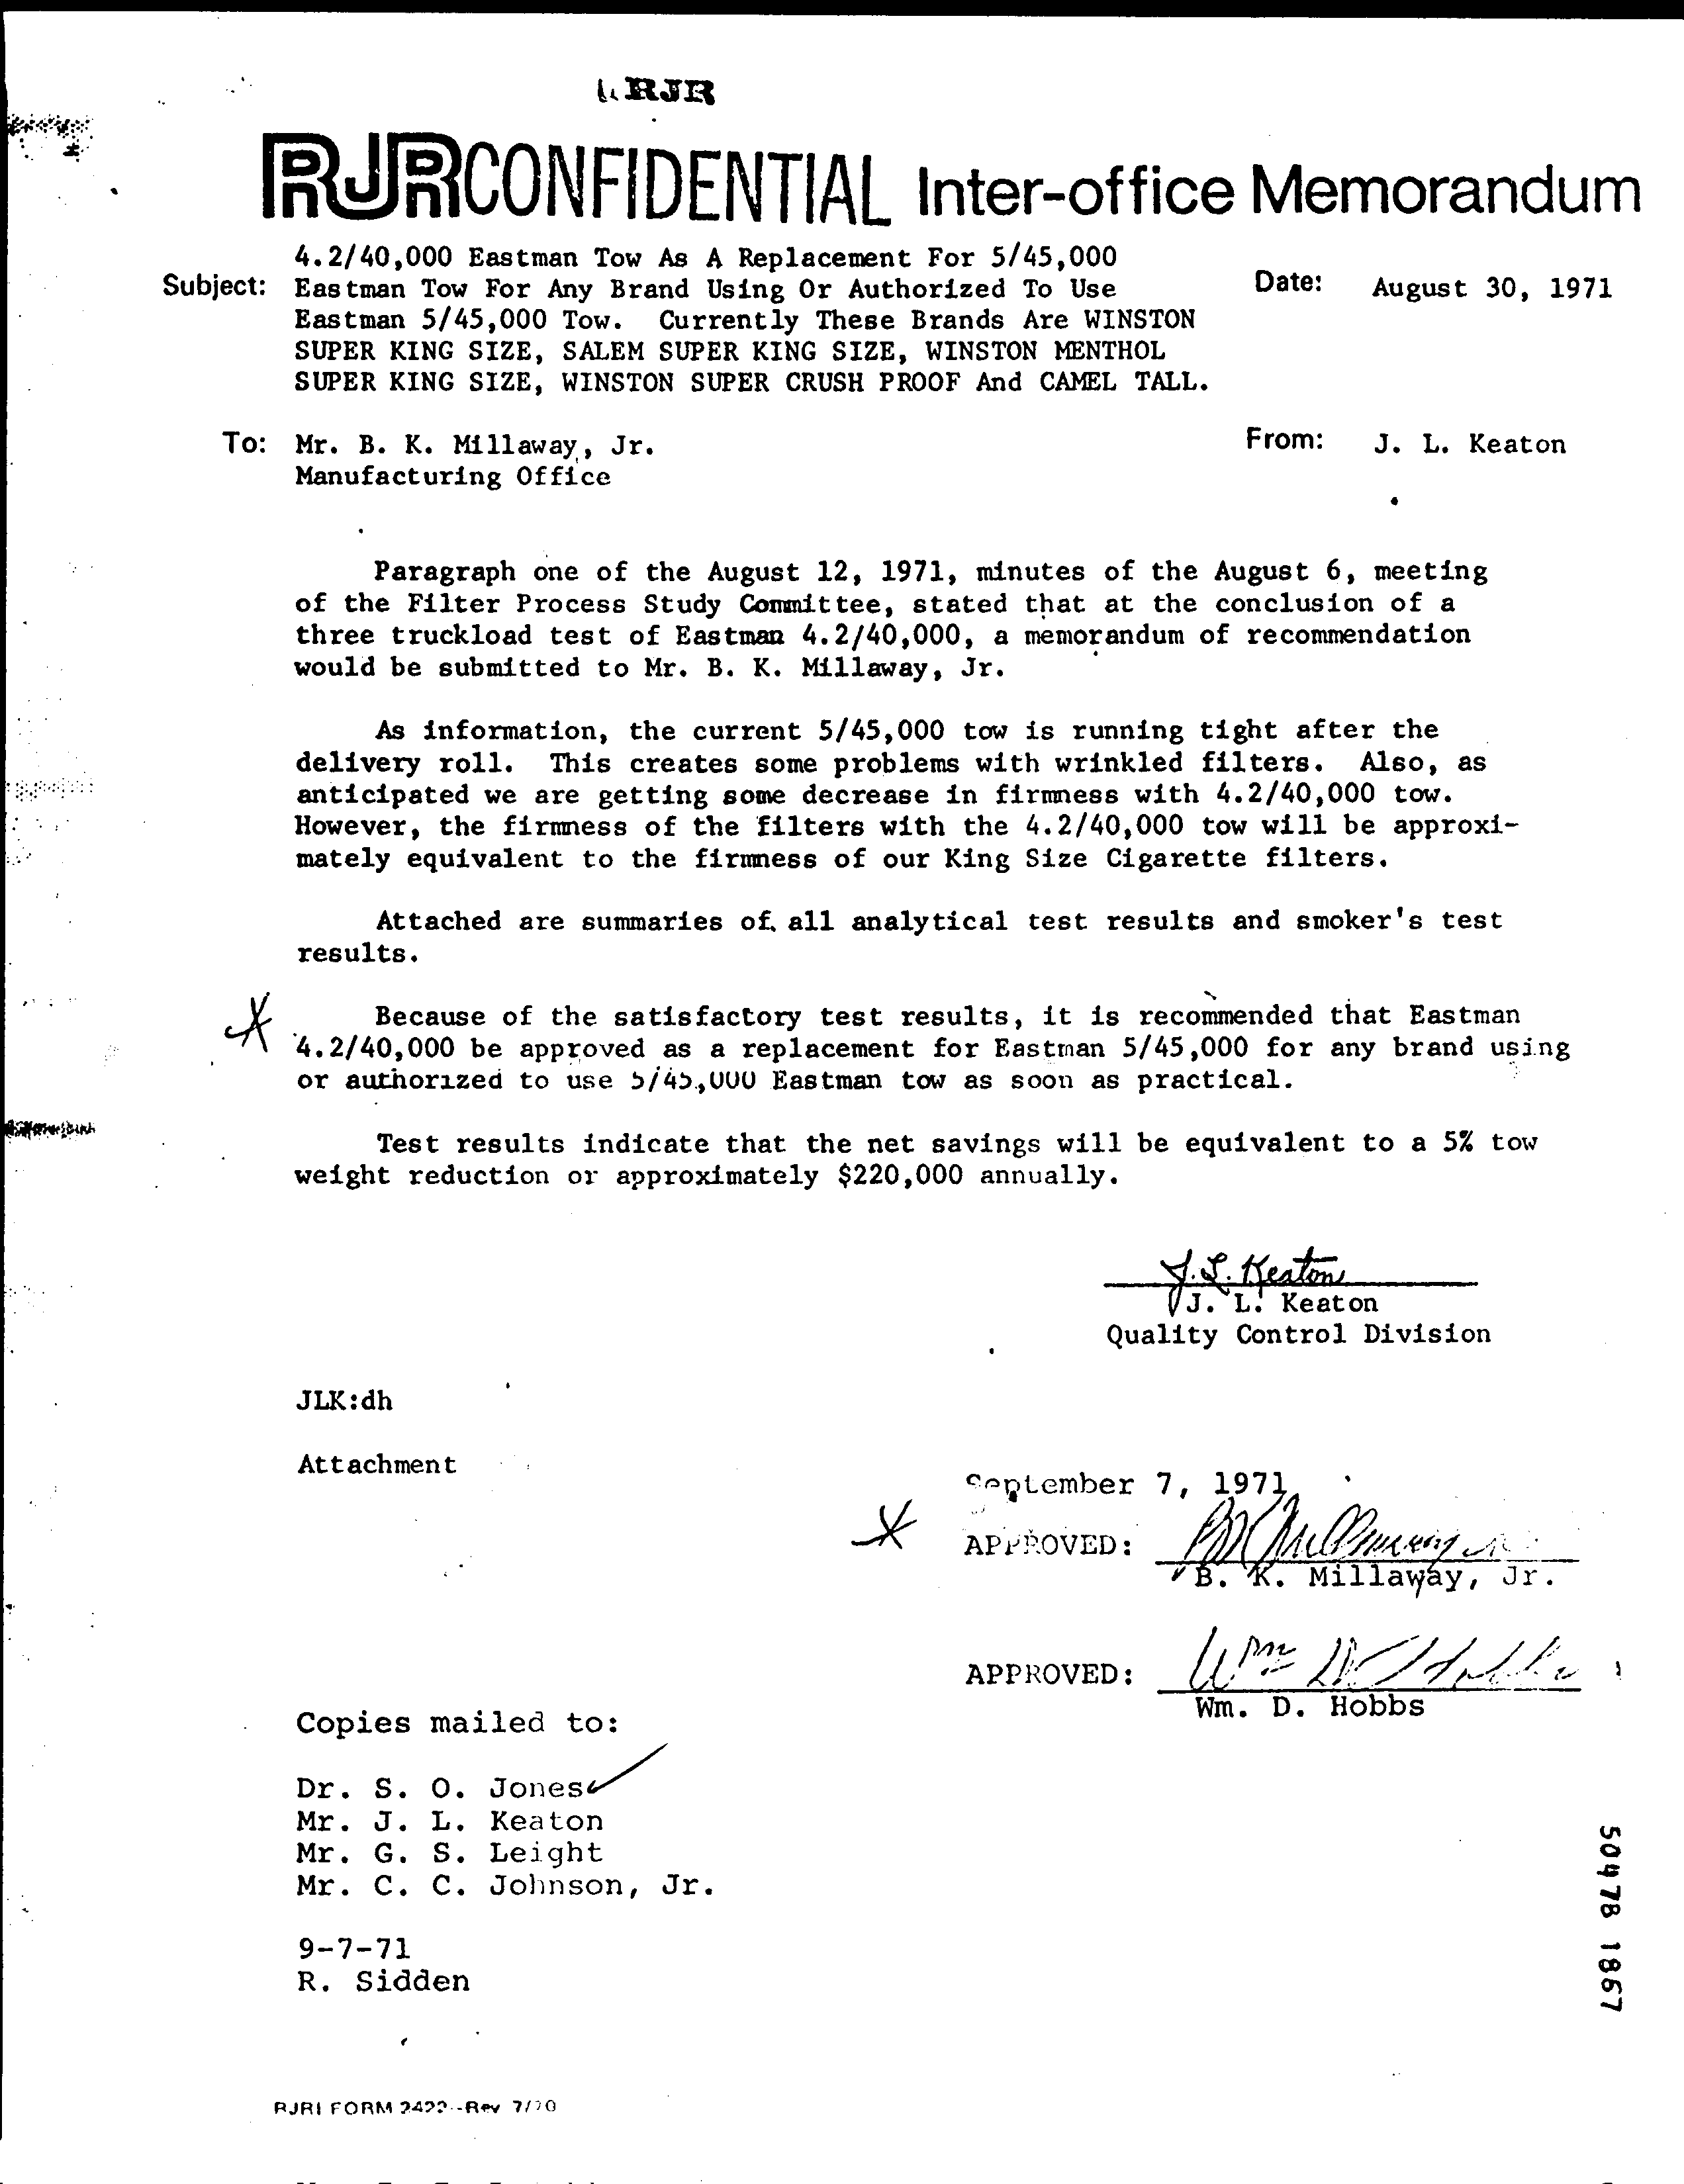 RJR
RJR CONFIDENTIAL Inter-office Memorandum
4.2/40,000 Eastman Tow As A Replacement For 5/45,000
Subject: Eastman Tow For Any Brand Using Or Authorized To Use Date: August 30, 1971
Eastman 5/45,000 Tow. Currently These Brands Are WINSTON
SUPER KING SIZE, SALEM SUPER KING SIZE, WINSTON MENTHOL
SUPER KING SIZE, WINSTON SUPER CRUSH PROOF And CAMEL TALL.
To: Mr. B. K. Millaway, Jr. From: J. L. Keaton
Manufacturing Office
Paragraph one of the August 12, 1971, minutes of the August 6, meeting
of the Filter Process Study Committee, stated that at the conclusion of a
three truckload test of Eastman 4.2/40,000, a memorandum of recommendation
would be submitted to Mr. B. K. Millaway, Jr.
As information, the current 5/45,000 tow is running tight after the
delivery roll. This creates some problems with wrinkled filters. Also, as
anticipated we are getting some decrease in firmness with 4.2/40,000 tow.
However, the firmness of the filters with the 4.2/40,000 tow will be approxi-
mately equivalent to the firmness of our King Size Cigarette filters.
Attached are summaries of all analytical test results and smoker's test
results.
Because of the satisfactory test results, it is recommended that Eastman
4.2/40,000 be approved as a replacement for Eastman 5/45,000 for any brand using
or authorized to use 5/45,000 Eastman tow as soon as practical.
Test results indicate that the net savings will be equivalent to a 5% tow
weight reduction or approximately $220,000 annually.
J. L. Keaton
J. L. Keaton
Quality Control Division
JLK:dh
Attachment
September 7, 1971
APPROVED: BK Millaway Jr
B. K. Millaway, Jr.
APPROVED: Wm D Hobbs
Wm. D. Hobbs
Copies mailed to:
Dr. S. O. Jones
Mr. J. L. Keaton
Mr. G. S. Leight
Mr. C. C. Johnson, Jr.
9-7-71
R. Sidden
50478 1867
RJRI FORM 2422--Rev 7/70